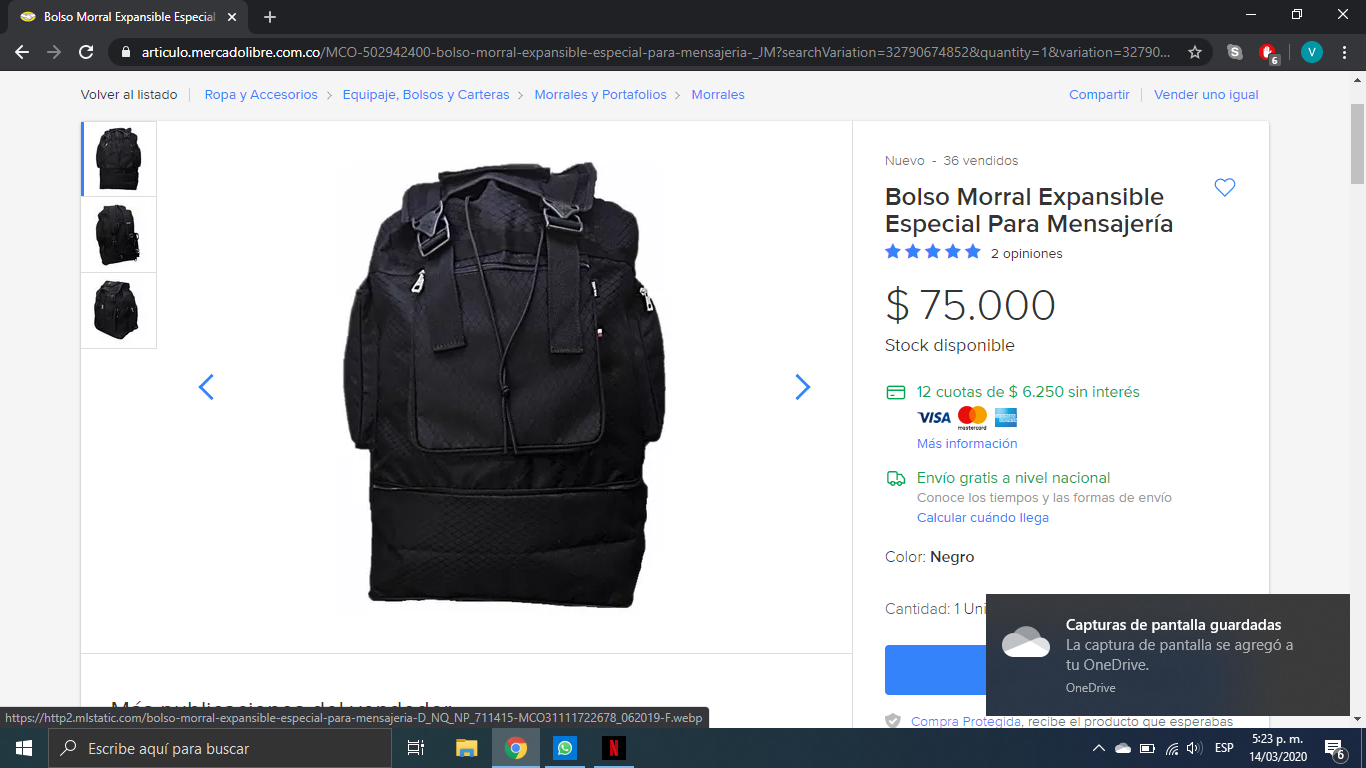 Bolso Morral Expansible Especial
articulo.mercadolibre.com.co/MCO-502942400-bolso-morral-expansible-especial-para-mensajeria-_JM?searchVariation=32790674852&quantity=1&variation=32790...
6
V
Volver al listado
Ropa y Accesorios
Equipaje, Bolsos y Carteras
Morrales y Portafolios
Morrales
Compartir
Vender uno igual
Nuevo - 36 vendidos
Bolso Morral Expansible
Especial Para Mensajería
2 opiniones
$ 75.000
Stock disponible
12 cuotas de $ 6.250 sin interés
VISA
mastercard
Más información
Envío gratis a nivel nacional
Conoce los tiempos y las formas de envío
Calcular cuándo llega
Color: Negro
Cantidad: 1 Uni
Capturas de pantalla guardadas
La captura de pantalla se agregó a
tu OneDrive.
OneDrive
Más publicaciones del vendedor
https://http2.mlstatic.com/bolso-morral-expansible-especial-para-mensajeria-D_NQ_NP_711415-MCO31111722678_062019-F.webp
Compra Protegida, recibe el producto que esperabas
Escribe aquí para buscar
N
ESP
5:23 p. m.
14/03/2020
6